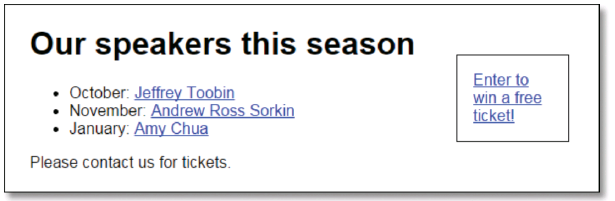 Our speakers this season
October: Jeffrey Toobin
November: Andrew Ross Sorkin
January: Amy Chua
Please contact us for tickets.
Enter to
win a free
ticket!